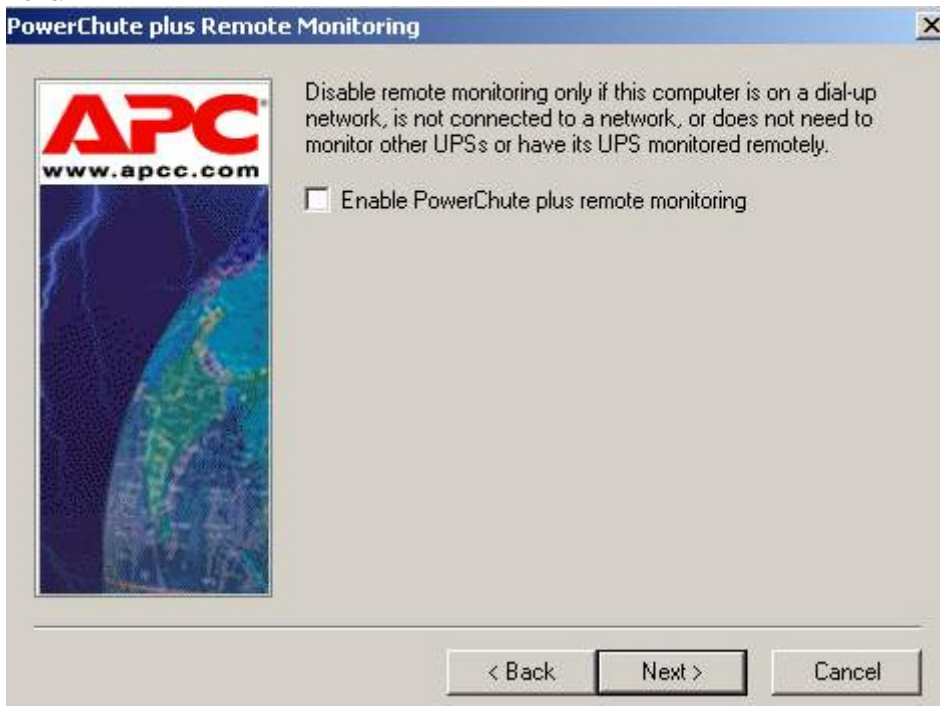 PowerChute plus Remote Monitoring
APC
www.apcc.com
Disable remote monitoring only if this computer is on a dial-up
network, is not connected to a network, or does not need to
monitor other UPSs or have its UPS monitored remotely.
Enable PowerChute plus remote monitoring
< Back
Next >
Cancel